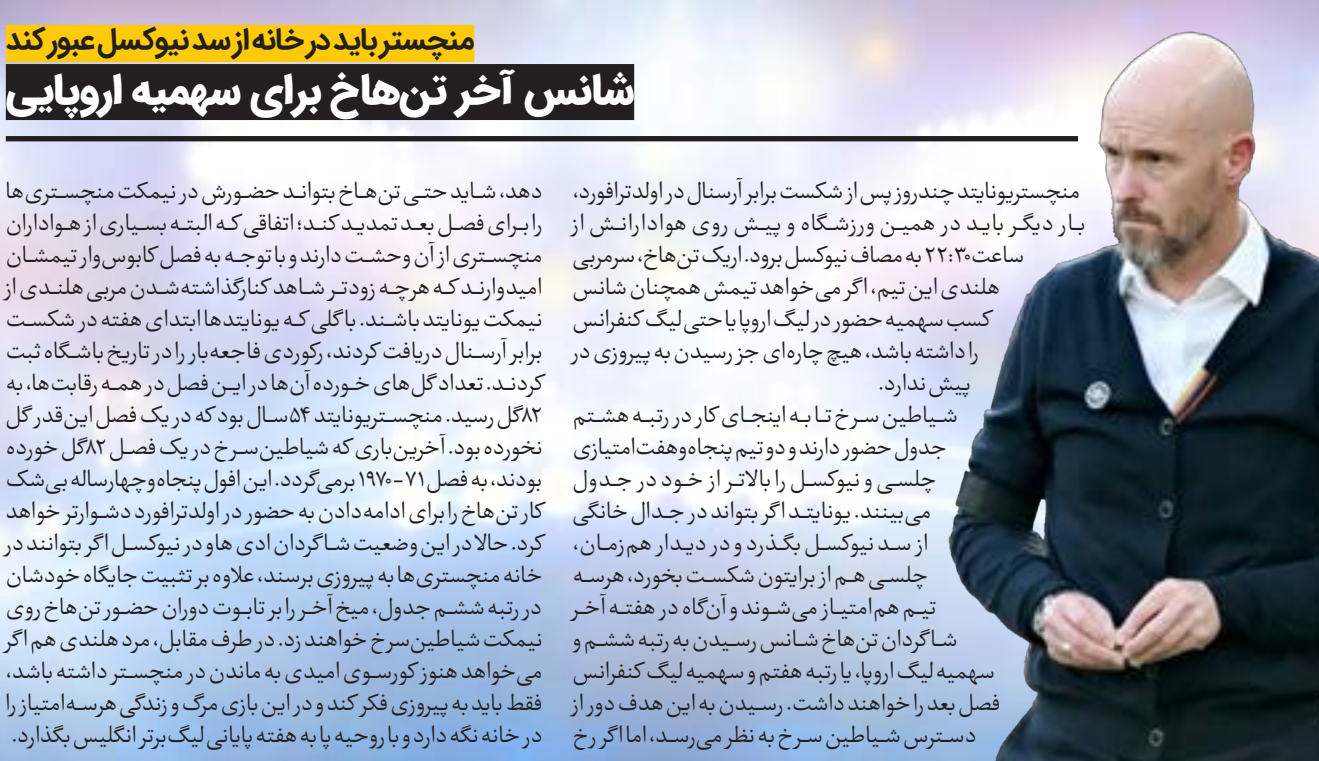 منچستر باید در خانه از سد نیوکسل عبور کند
شانس آخر تن‌هاخ برای سهمیه اروپایی
منچستریونایتد چندروز پس از شکست برابر آرسنال در اولدترافورد،
بار دیگر باید در همین ورزشگاه و پیش روی هوادارانش از
ساعت۲۲:۳۰ به مصاف نیوکسل برود. اریک تن‌هاخ، سرمربی
هلندی این تیم، اگر می‌خواهد تیمش همچنان شانس
کسب سهمیه حضور در لیگ اروپا یا حتی لیگ کنفرانس
را داشته باشد، هیچ چاره‌ای جز رسیدن به پیروزی در
پیش ندارد.
شیاطین سرخ تا به اینجای کار در رتبه هشتم
جدول حضور دارند و دو تیم پنجاه‌وهفت‌امتیازی
چلسی و نیوکسل را بالاتر از خود در جدول
می‌بینند. یونایتد اگر بتواند در جدال خانگی
از سد نیوکسل بگذرد و در دیدار هم‌زمان،
چلسی هم از برایتون شکست بخورد، هرسه
تیم هم‌امتیاز می‌شوند و آن‌گاه در هفته آخر
شاگردان تن‌هاخ شانس رسیدن به رتبه ششم و
سهمیه لیگ اروپا، یا رتبه هفتم و سهمیه لیگ کنفرانس
فصل بعد را خواهند داشت. رسیدن به این هدف دور از
دسترس شیاطین سرخ به نظر می‌رسد، اما اگر رخ
دهد، شاید حتی تن‌هاخ بتواند حضورش در نیمکت منچستری‌ها
را برای فصل بعد تمدید کند؛ اتفاقی که البته بسیاری از هواداران
منچستری از آن وحشت دارند و با توجه به فصل کابوس‌وار تیمشان
امیدوارند که هرچه زودتر شاهد کنارگذاشته‌شدن مربی هلندی از
نیمکت یونایتد باشند. باگلی که یونایتدها ابتدای هفته در شکست
برابر آرسنال دریافت کردند، رکوردی فاجعه‌بار را در تاریخ باشگاه ثبت
کردند. تعداد گل‌های خورده آن‌ها در این فصل در همه رقابت‌ها، به
۸۲گل رسید. منچستریونایتد ۵۴سال بود که در یک فصل این‌قدر گل
نخورده بود. آخرین‌باری که شیاطین‌سرخ در یک فصل ۸۲گل خورده
بودند، به فصل ۷۱-۱۹۷۰ برمی‌گردد. این افول پنجاه‌وچهارساله بی‌شک
کار تن‌هاخ را برای ادامه‌دادن به حضور در اولدترافورد دشوارتر خواهد
کرد. حالا در این وضعیت شاگردان ادی هاو در نیوکسل اگر بتوانند در
خانه منچستری‌ها به پیروزی برسند، علاوه بر تثبیت جایگاه خودشان
در رتبه ششم جدول، میخ آخر را بر تابوت دوران حضور تن‌هاخ روی
نیمکت شیاطین‌سرخ خواهند زد. در طرف مقابل، مرد هلندی هم اگر
می‌خواهد هنوز کورسوی امیدی به ماندن در منچستر داشته باشد،
فقط باید به پیروزی فکر کند و در این بازی مرگ و زندگی هرسه‌امتیاز را
در خانه نگه دارد و با روحیه پا به هفته پایانی لیگ‌برتر انگلیس بگذارد.